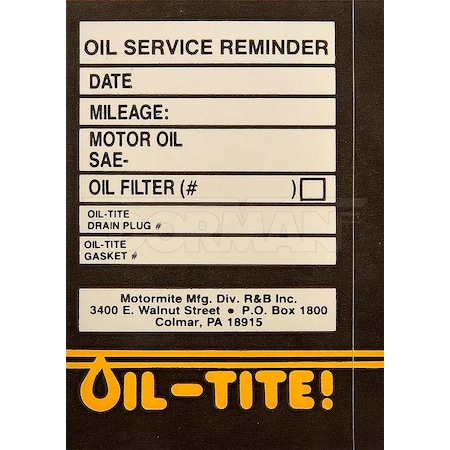 OIL SERVICE REMINDER
DATE
MILEAGE:
MOTOR OIL
SAE-
OIL FILTER (# )
OIL-TITE
DRAIN PLUG #
OIL-TITE
GASKET #
DORMAN
Motormite Mfg. Div. R&B Inc.
3400 E. Walnut Street • P.O. Box 1800
Colmar, PA 18915
OIL-TITE!